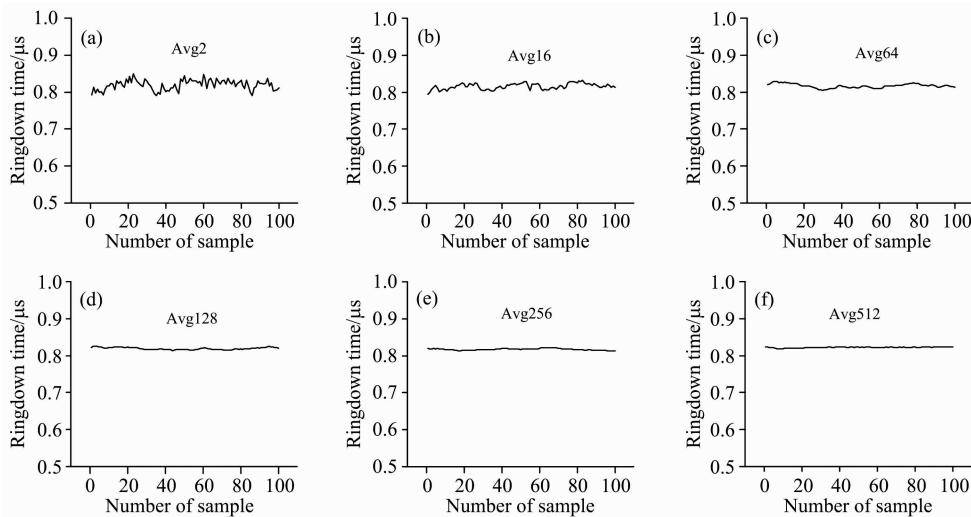 (a) Avg2
Ringdown time/μs
1.0
0.9
0.8
0.7
0.6
0.5
0 20 40 60 80 100
Number of sample
(b) Avg16
Ringdown time/μs
1.0
0.9
0.8
0.7
0.6
0.5
0 20 40 60 80 100
Number of sample
(c) Avg64
Ringdown time/μs
1.0
0.9
0.8
0.7
0.6
0.5
0 20 40 60 80 100
Number of sample
(d) Avg128
Ringdown time/μs
1.0
0.9
0.8
0.7
0.6
0.5
0 20 40 60 80 100
Number of sample
(e) Avg256
Ringdown time/μs
1.0
0.9
0.8
0.7
0.6
0.5
0 20 40 60 80 100
Number of sample
(f) Avg512
Ringdown time/μs
1.0
0.9
0.8
0.7
0.6
0.5
0 20 40 60 80 100
Number of sample